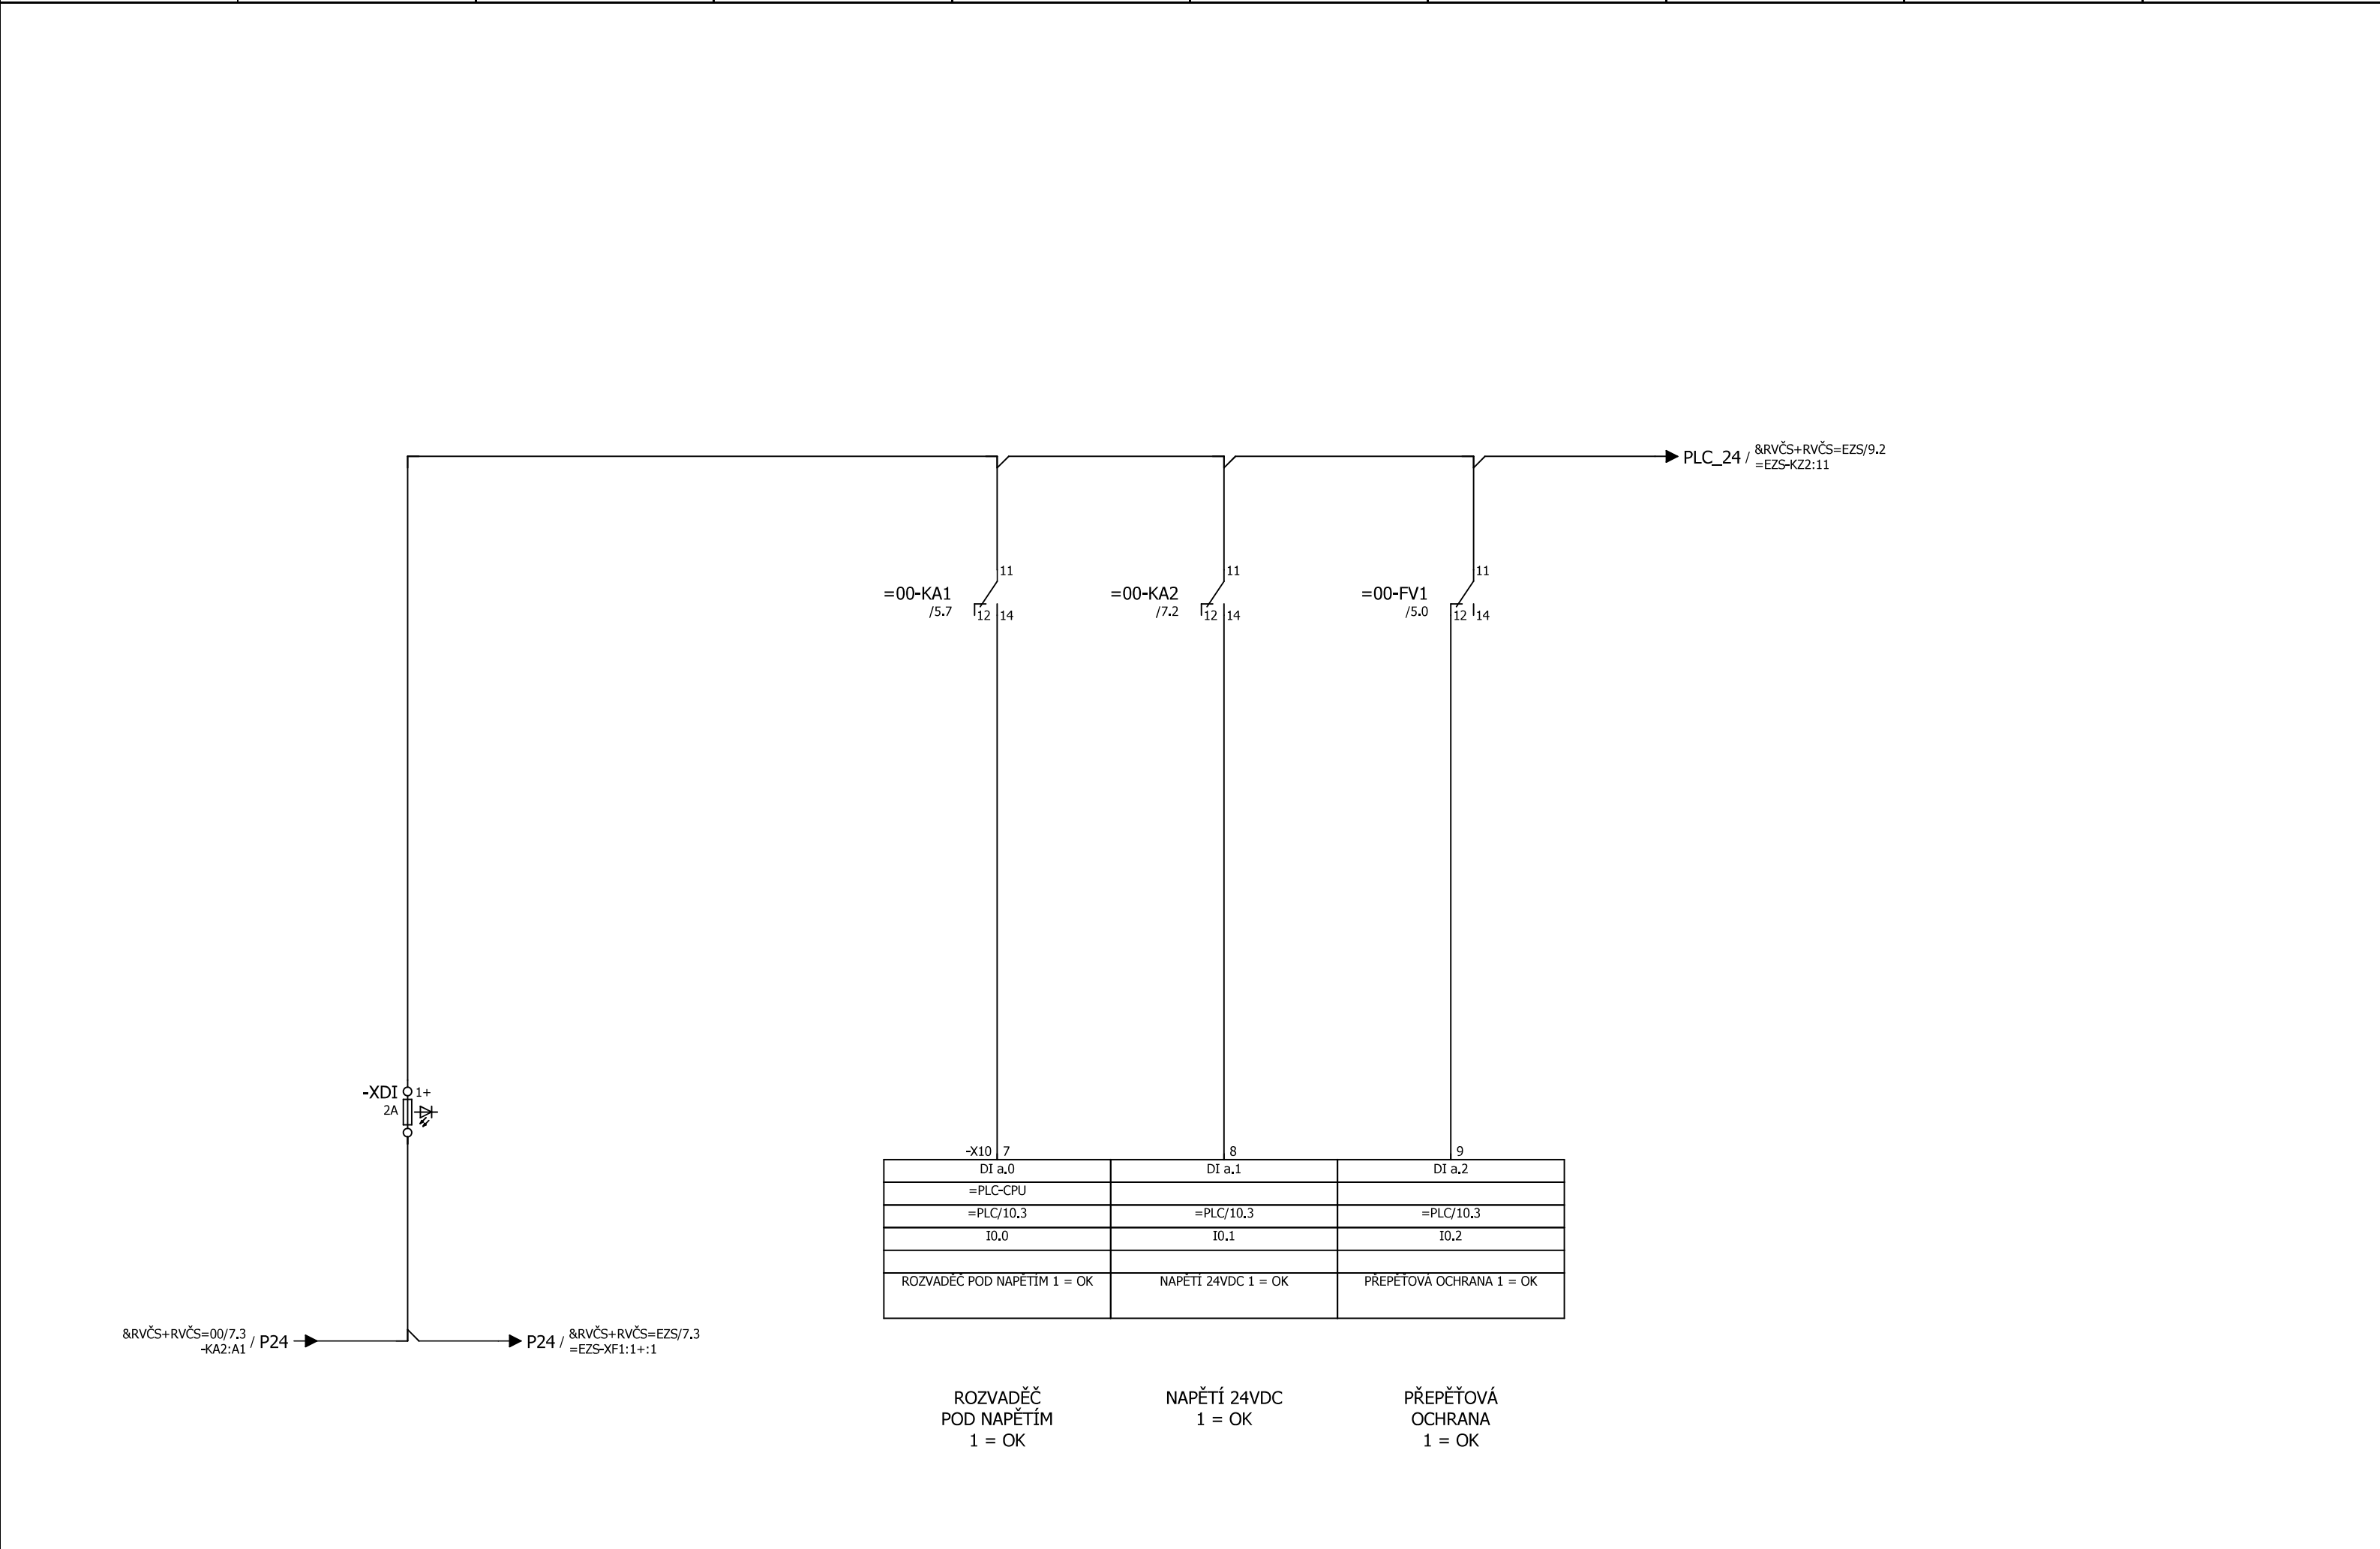 PLC_24 / &RVČS+RVČS=EZS/9.2
=EZS-KZ2:11
=00-KA1
/5.7
11
12 14
=00-KA2
/7.2
11
12 14
=00-FV1
/5.0
11
12 14
-XDI 1+
2A
-X10 7
8
9
DI a.0 DI a.1 DI a.2
=PLC-CPU
=PLC/10.3 =PLC/10.3 =PLC/10.3
I0.0 I0.1 I0.2
ROZVADĚČ POD NAPĚTÍM 1 = OK NAPĚTÍ 24VDC 1 = OK PŘEPĚŤOVÁ OCHRANA 1 = OK
&RVČS+RVČS=00/7.3 / P24
-KA2:A1
P24 / &RVČS+RVČS=EZS/7.3
=EZS-XF1:1+:1
ROZVADĚČ
POD NAPĚTÍM
1 = OK
NAPĚTÍ 24VDC
1 = OK
PŘEPĚŤOVÁ
OCHRANA
1 = OK